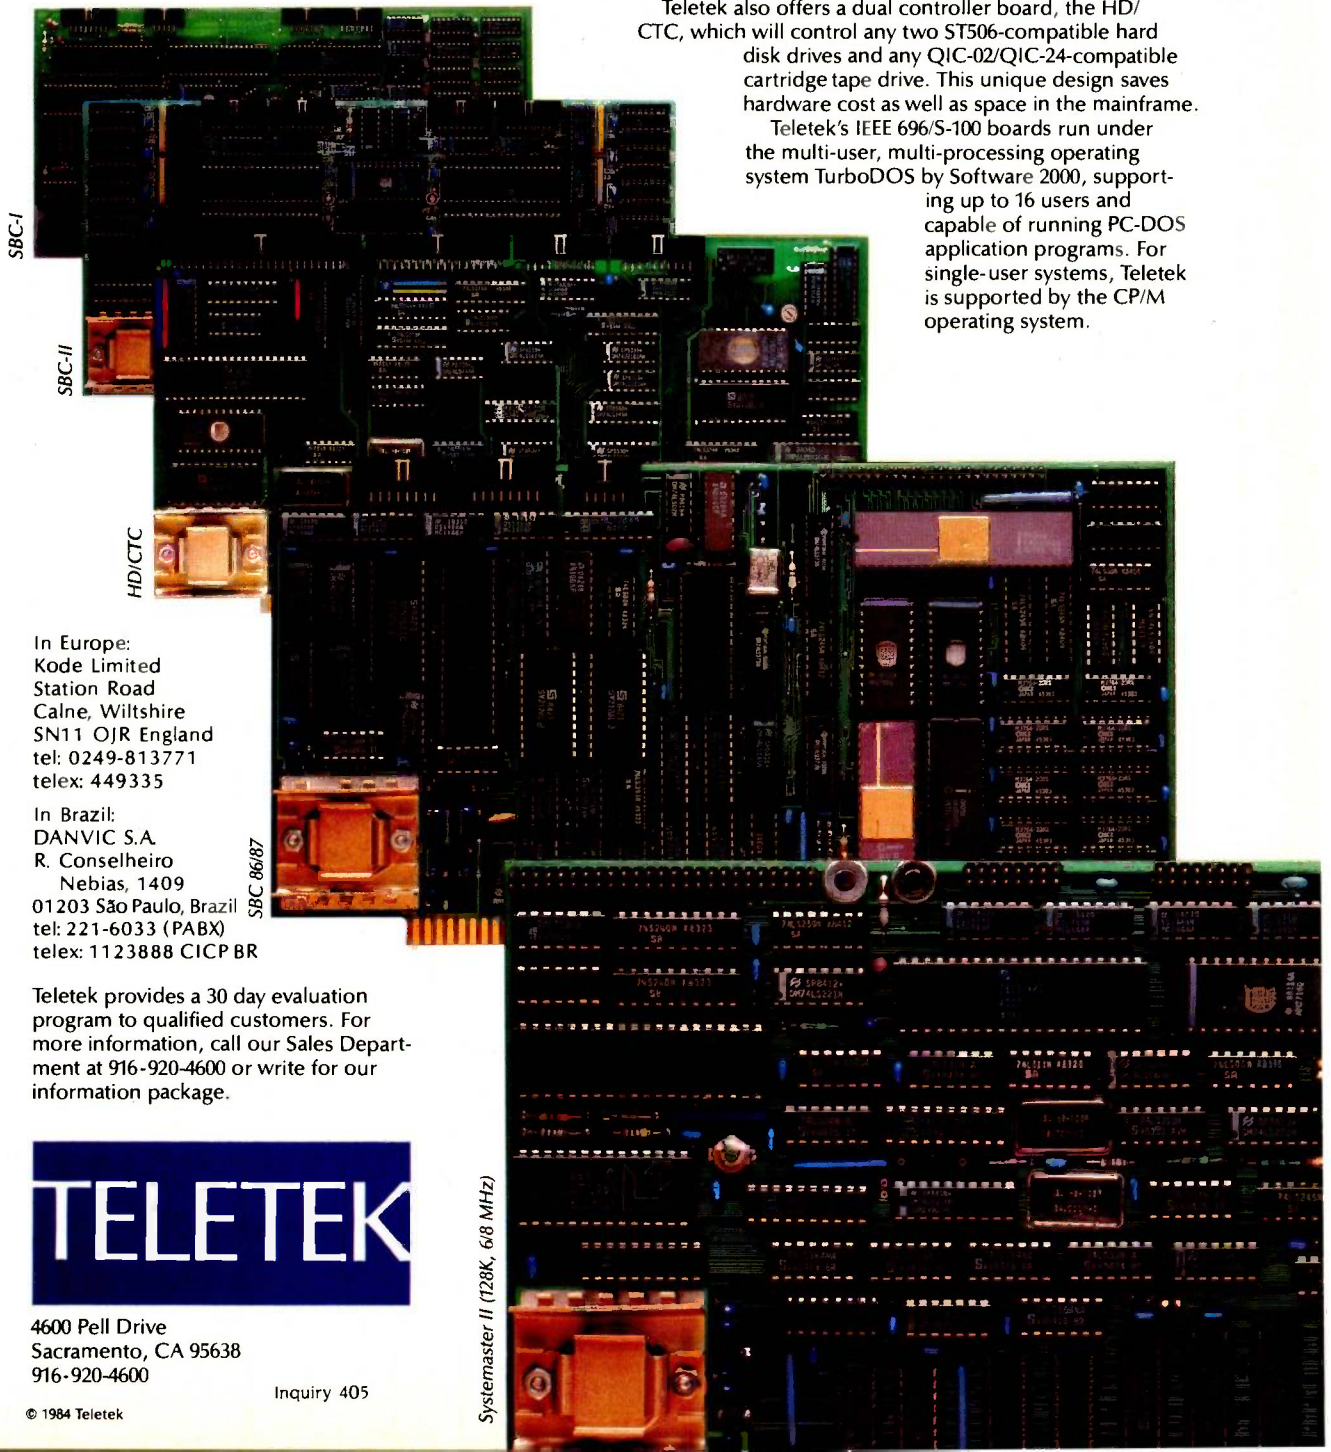 Teletek also offers a dual controller board, the HD/
CTC, which will control any two ST506-compatible hard
disk drives and any QIC-02/QIC-24-compatible
cartridge tape drive. This unique design saves
hardware cost as well as space in the mainframe.
Teletek's IEEE 696/S-100 boards run under
the multi-user, multi-processing operating
system TurboDOS by Software 2000, support-
ing up to 16 users and
capable of running PC-DOS
application programs. For
single-user systems, Teletek
is supported by the CP/M
operating system.
SBC-I
SBC-II
HD/CTC
SBC 86/87
Systemaster II (128K, 6/8 MHz)
In Europe:
Kode Limited
Station Road
Calne, Wiltshire
SN11 OJR England
tel: 0249-813771
telex: 449335
In Brazil:
DANVIC S.A.
R. Conselheiro
Nebias, 1409
01203 São Paulo, Brazil
tel: 221-6033 (PABX)
telex: 1123888 CICP BR
Teletek provides a 30 day evaluation
program to qualified customers. For
more information, call our Sales Depart-
ment at 916-920-4600 or write for our
information package.
TELETEK
4600 Pell Drive
Sacramento, CA 95638
916-920-4600
Inquiry 405
© 1984 Teletek